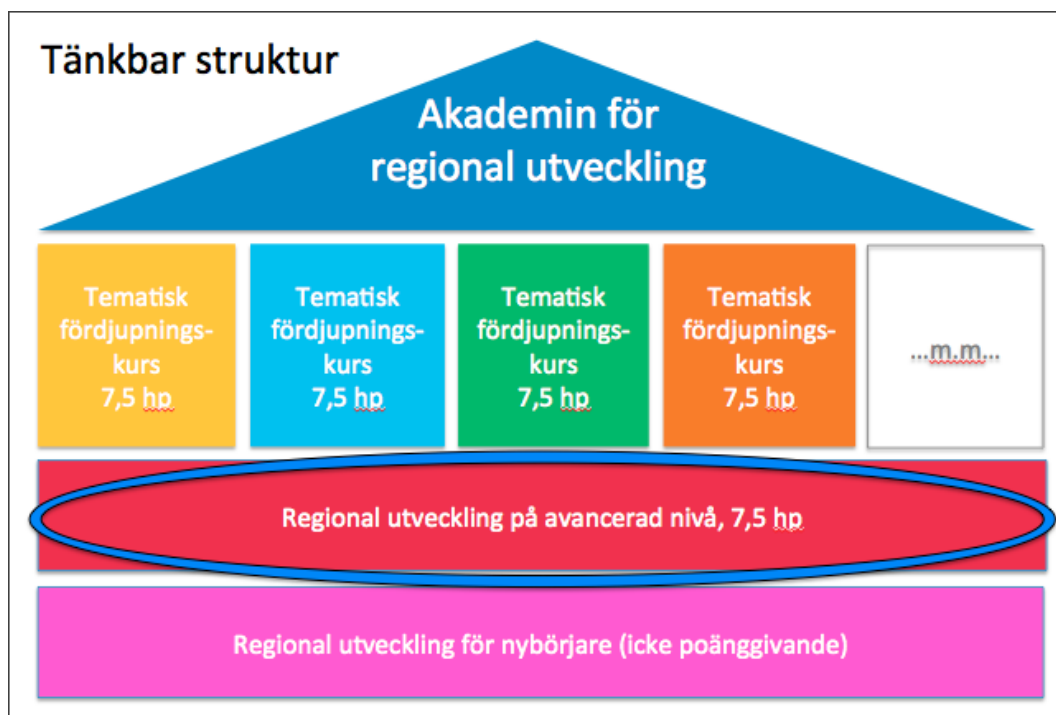 Tänkbar struktur
Akademin för
regional utveckling
Tematisk
fördjupnings-
kurs
7,5 hp
Tematisk
fördjupnings-
kurs
7,5 hp
Tematisk
fördjupnings-
kurs
7,5 hp
Tematisk
fördjupnings-
kurs
7,5 hp
...m.m...
Regional utveckling på avancerad nivå, 7,5 hp
Regional utveckling för nybörjare (icke poänggivande)